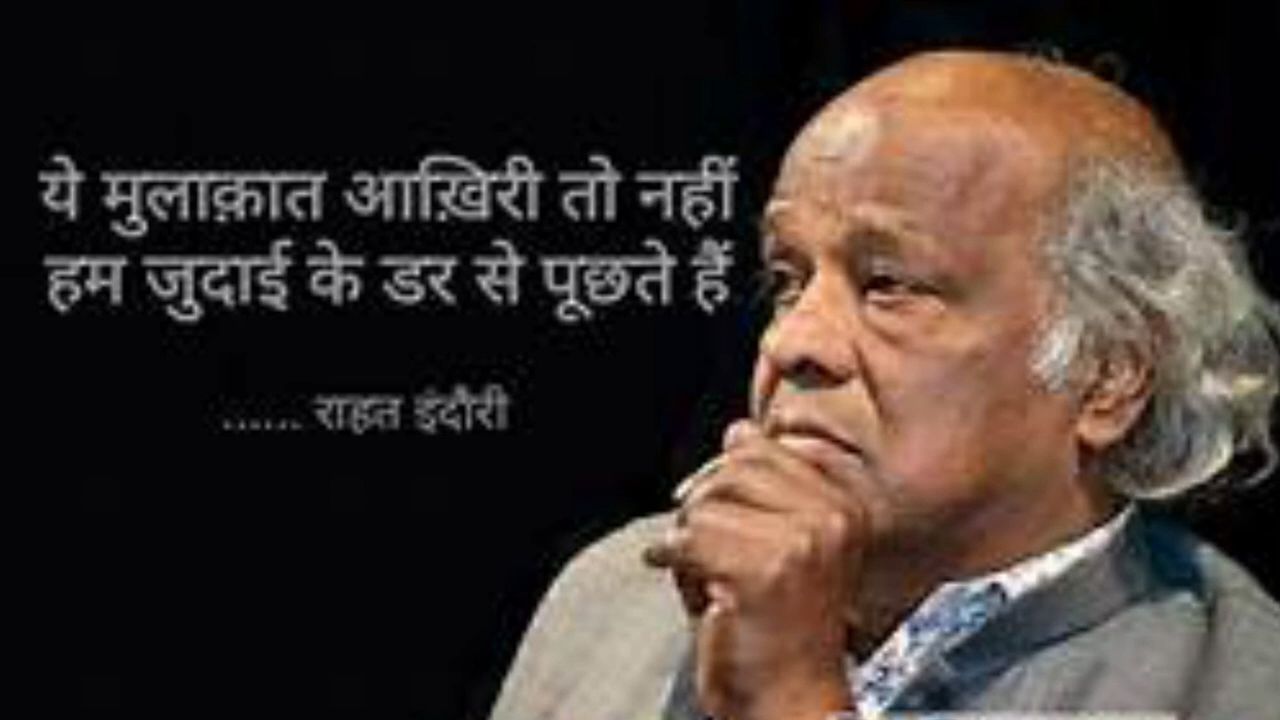 ये मुलाक़ात आख़िरी तो नहीं
हम जुदाई के डर से पूछते हैं
...... राहत इंदौरी